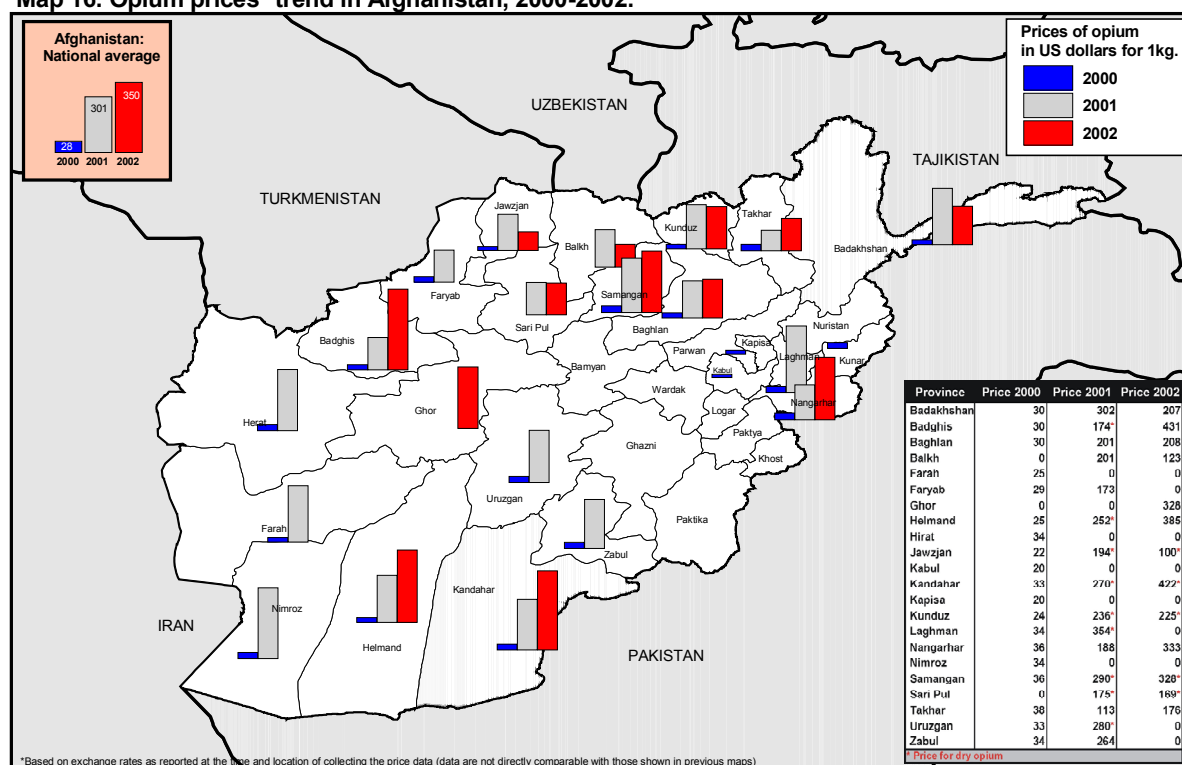 Map 16: Opium prices* trend in Afghanistan, 2000-2002.
Afghanistan:
National average
28
301
350
2000 2001 2002
Prices of opium
in US dollars for 1kg.
2000
2001
2002
UZBEKISTAN
TAJIKISTAN
TURKMENISTAN
IRAN
PAKISTAN
Jawzjan
Balkh
Kunduz
Takhar
Badakhshan
Faryab
Sari Pul
Samangan
Baghlan
Badghis
Bamyan
Parwan
Kapisa
Nuristan
Laghman
Kunar
Kabul
Nangarhar
Wardak
Logar
Paktya
Khost
Ghazni
Paktika
Herat
Ghor
Uruzgan
Zabul
Farah
Nimroz
Helmand
Kandahar
Province Price 2000 Price 2001 Price 2002
Badakhshan 30 302 207
Badghis 30 174* 431
Baghlan 30 201 208
Balkh 0 201 123
Farah 25 0 0
Faryab 29 173 0
Ghor 0 0 328
Helmand 25 252* 385
Hirat 34 0 0
Jawzjan 22 194* 100*
Kabul 20 0 0
Kandahar 33 270* 422*
Kapisa 20 0 0
Kunduz 24 236* 225*
Laghman 34 354* 0
Nangarhar 36 188 333
Nimroz 34 0 0
Samangan 36 290* 328*
Sari Pul 0 175* 169*
Takhar 38 113 176
Uruzgan 33 280* 0
Zabul 34 264 0
* Price for dry opium
*Based on exchange rates as reported at the time and location of collecting the price data (data are not directly comparable with those shown in previous maps)